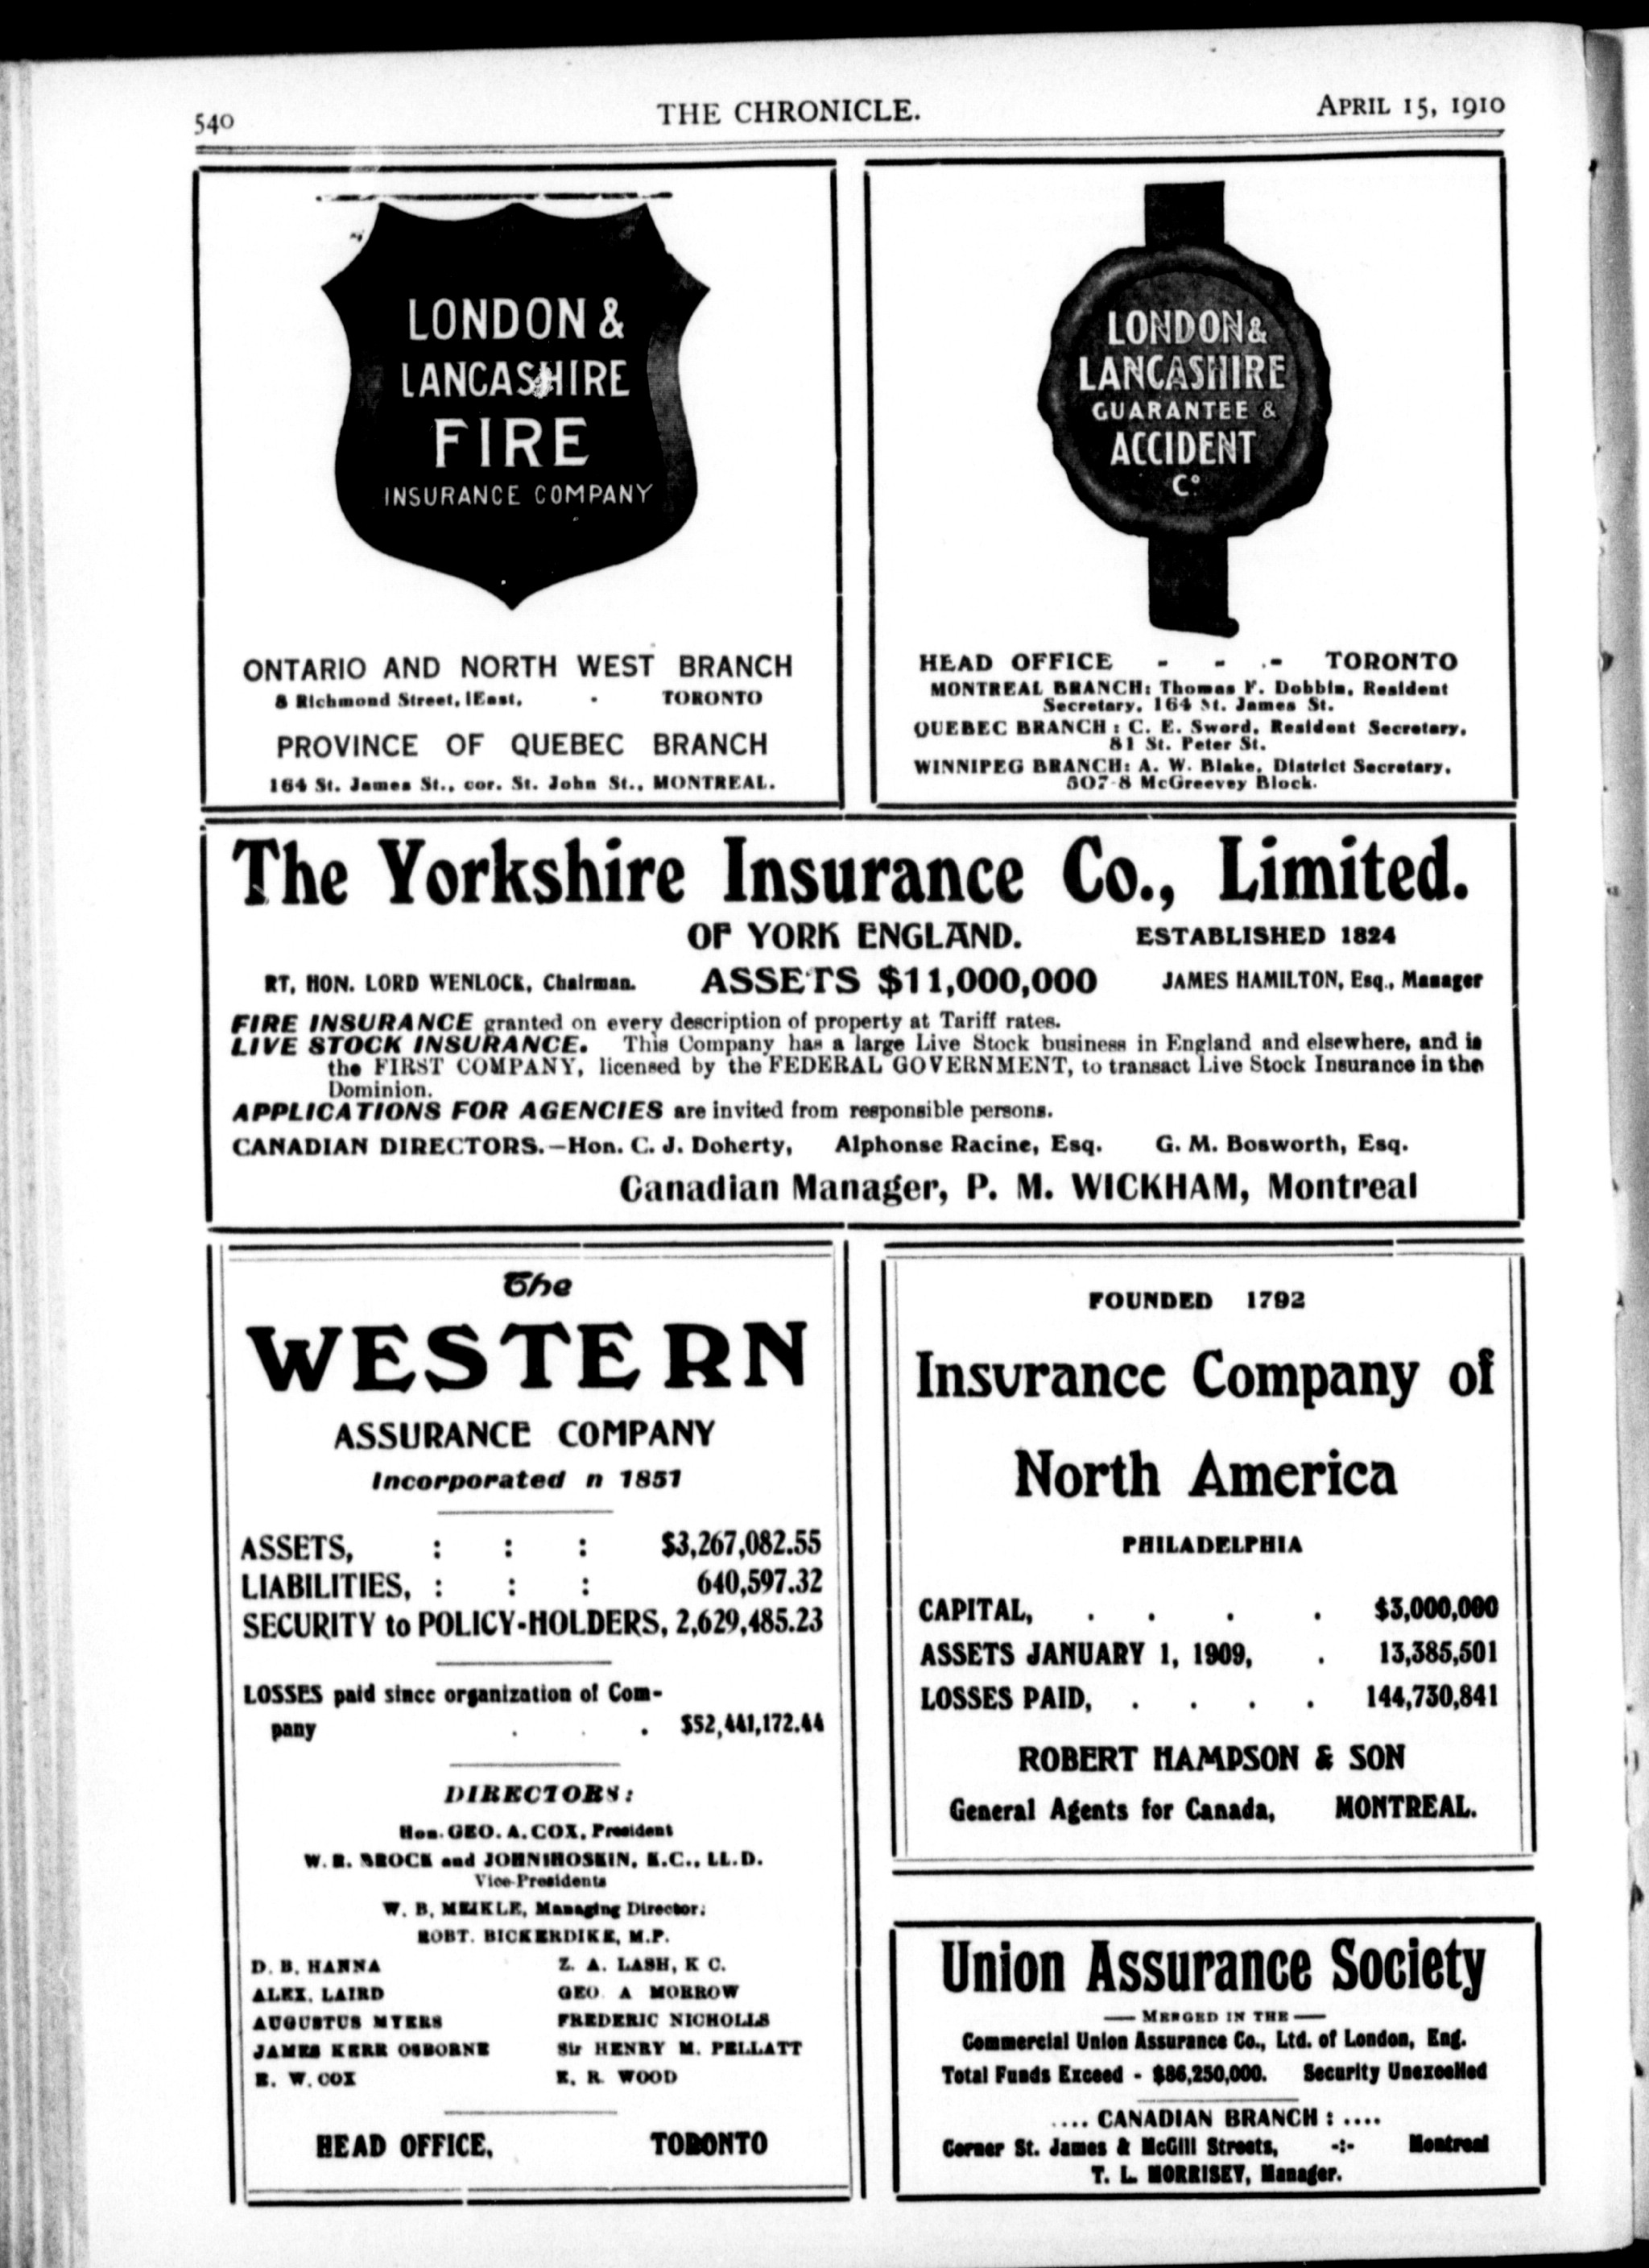 540
THE CHRONICLE.
APRIL 15, 1910
LONDON &
LANCASHIRE
FIRE
INSURANCE COMPANY
ONTARIO AND NORTH WEST BRANCH
8 Richmond Street, East, - TORONTO
PROVINCE OF QUEBEC BRANCH
164 St. James St., cor. St. John St., MONTREAL.
LONDON &
LANCASHIRE
GUARANTEE &
ACCIDENT
Co
HEAD OFFICE - - - TORONTO
MONTREAL BRANCH: Thomas F. Dobbin, Resident
Secretary, 164 St. James St.
QUEBEC BRANCH: C. E. Sword, Resident Secretary,
81 St. Peter St.
WINNIPEG BRANCH: A. W. Blake, District Secretary,
507-8 McGreevey Block.
The Yorkshire Insurance Co., Limited.
OF YORK ENGLAND. ESTABLISHED 1824
RT. HON. LORD WENLOCK, Chairman. ASSETS $11,000,000 JAMES HAMILTON, Esq., Manager
FIRE INSURANCE granted on every description of property at Tariff rates.
LIVE STOCK INSURANCE. This Company has a large Live Stock business in England and elsewhere, and is
the FIRST COMPANY, licensed by the FEDERAL GOVERNMENT, to transact Live Stock Insurance in the
Dominion.
APPLICATIONS FOR AGENCIES are invited from responsible persons.
CANADIAN DIRECTORS.—Hon. C. J. Doherty, Alphonse Racine, Esq. G. M. Bosworth, Esq.
Canadian Manager, P. M. WICKHAM, Montreal
The
WESTERN
ASSURANCE COMPANY
Incorporated n 1851
ASSETS, : : : $3,267,082.55
LIABILITIES, : : : 640,597.32
SECURITY to POLICY-HOLDERS, 2,629,485.23
LOSSES paid since organization of Com-
pany . . . $52,441,172.44
DIRECTORS:
Hon. GEO. A. COX, President
W. R. BROCK and JOHN HOSKIN, K.C., LL.D.
Vice-Presidents
W. B. MEIKLE, Managing Director;
ROBT. BICKERDIKE, M.P.
D. B. HANNA Z. A. LASH, K C.
ALEX. LAIRD GEO. A MORROW
AUGUSTUS MYERS FREDERIC NICHOLLS
JAMES KERR OSBORNE Sir HENRY M. PELLATT
E. W. COX E. R. WOOD
HEAD OFFICE, TORONTO
FOUNDED 1792
Insurance Company of
North America
PHILADELPHIA
CAPITAL, . . . . $3,000,000
ASSETS JANUARY 1, 1909, . 13,385,501
LOSSES PAID, . . . . 144,730,841
ROBERT HAMPSON & SON
General Agents for Canada, MONTREAL.
Union Assurance Society
— MERGED IN THE —
Commercial Union Assurance Co., Ltd. of London, Eng.
Total Funds Exceed - $86,250,000. Security Unexcelled
.... CANADIAN BRANCH : ....
Corner St. James & McGill Streets, -:- Montreal
T. L. MORRISEY, Manager.